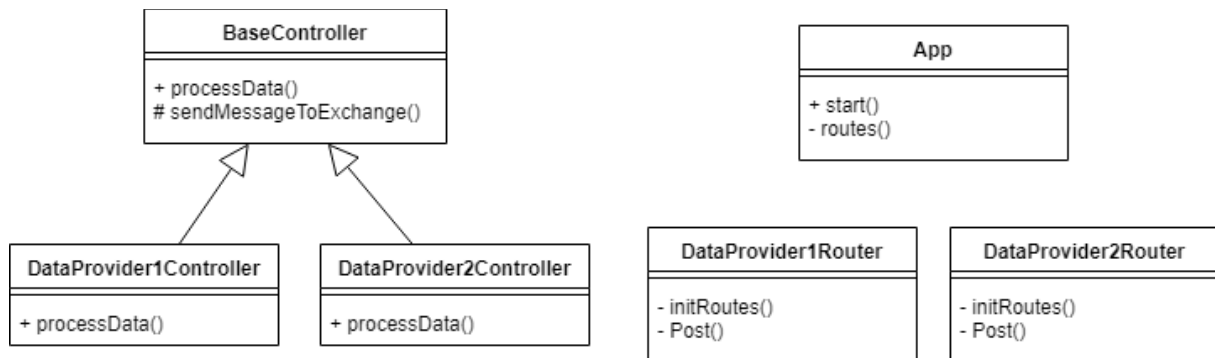 BaseController
+ processData()
# sendMessageToExchange()
App
+ start()
- routes()
DataProvider1Controller
+ processData()
DataProvider2Controller
+ processData()
DataProvider1Router
- initRoutes()
- Post()
DataProvider2Router
- initRoutes()
- Post()